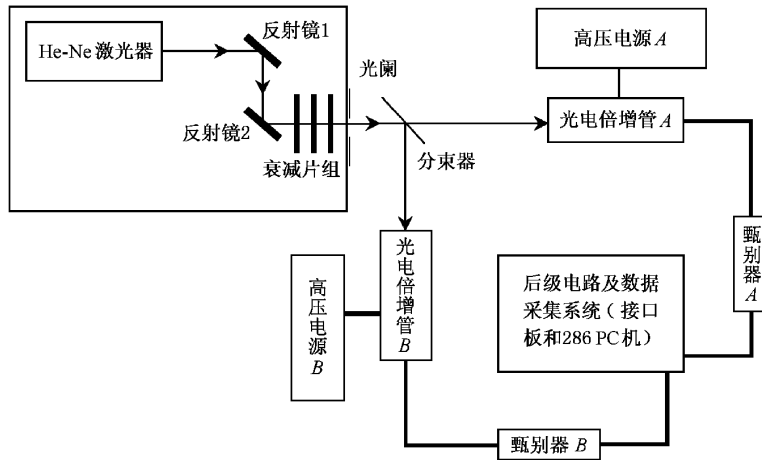 He-Ne 激光器
反射镜1
反射镜2
衰减片组
光阑
分束器
高压电源 A
光电倍增管 A
甄别器 A
光电倍增管 B
高压电源 B
后级电路及数据
采集系统（接口
板和286 PC机）
甄别器 B